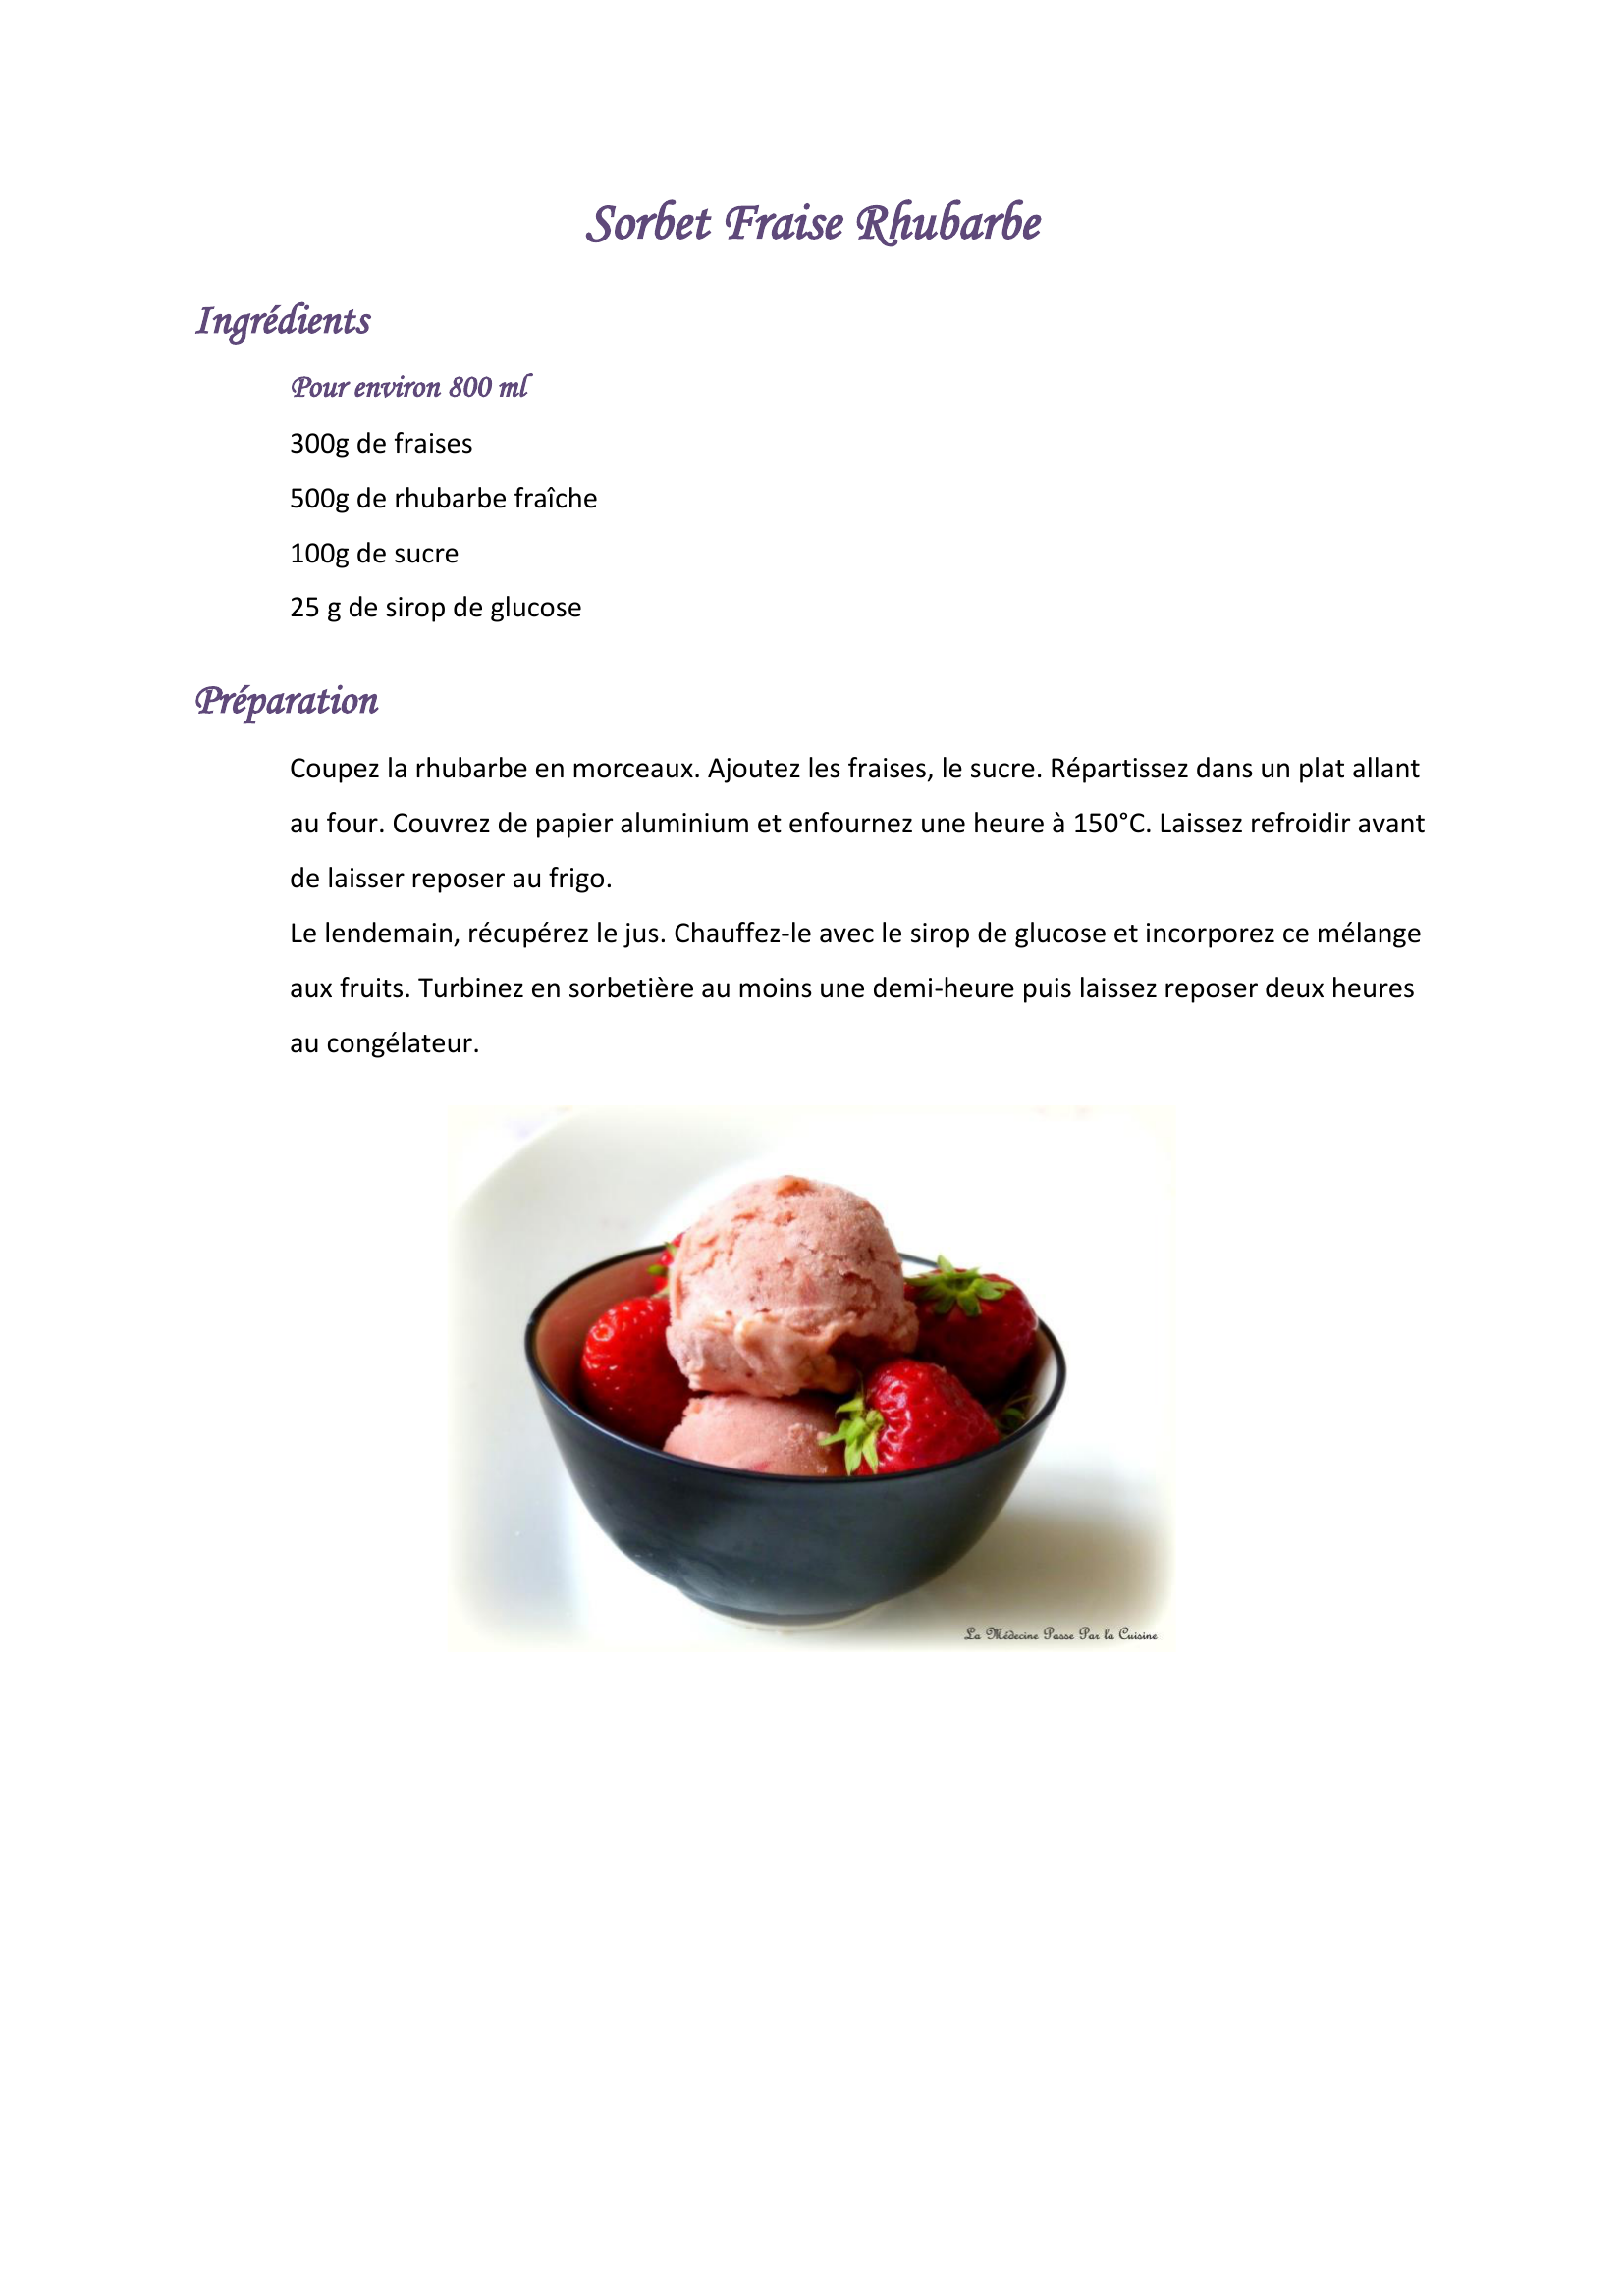 Sorbet Fraise Rhubarbe
Ingrédients
Pour environ 800 ml
300g de fraises
500g de rhubarbe fraîche
100g de sucre
25 g de sirop de glucose
Préparation
Coupez la rhubarbe en morceaux. Ajoutez les fraises, le sucre. Répartissez dans un plat allant
au four. Couvrez de papier aluminium et enfournez une heure à 150°C. Laissez refroidir avant
de laisser reposer au frigo.
Le lendemain, récupérez le jus. Chauffez-le avec le sirop de glucose et incorporez ce mélange
aux fruits. Turbinez en sorbetière au moins une demi-heure puis laissez reposer deux heures
au congélateur.
La Médecine Passe Par la Cuisine